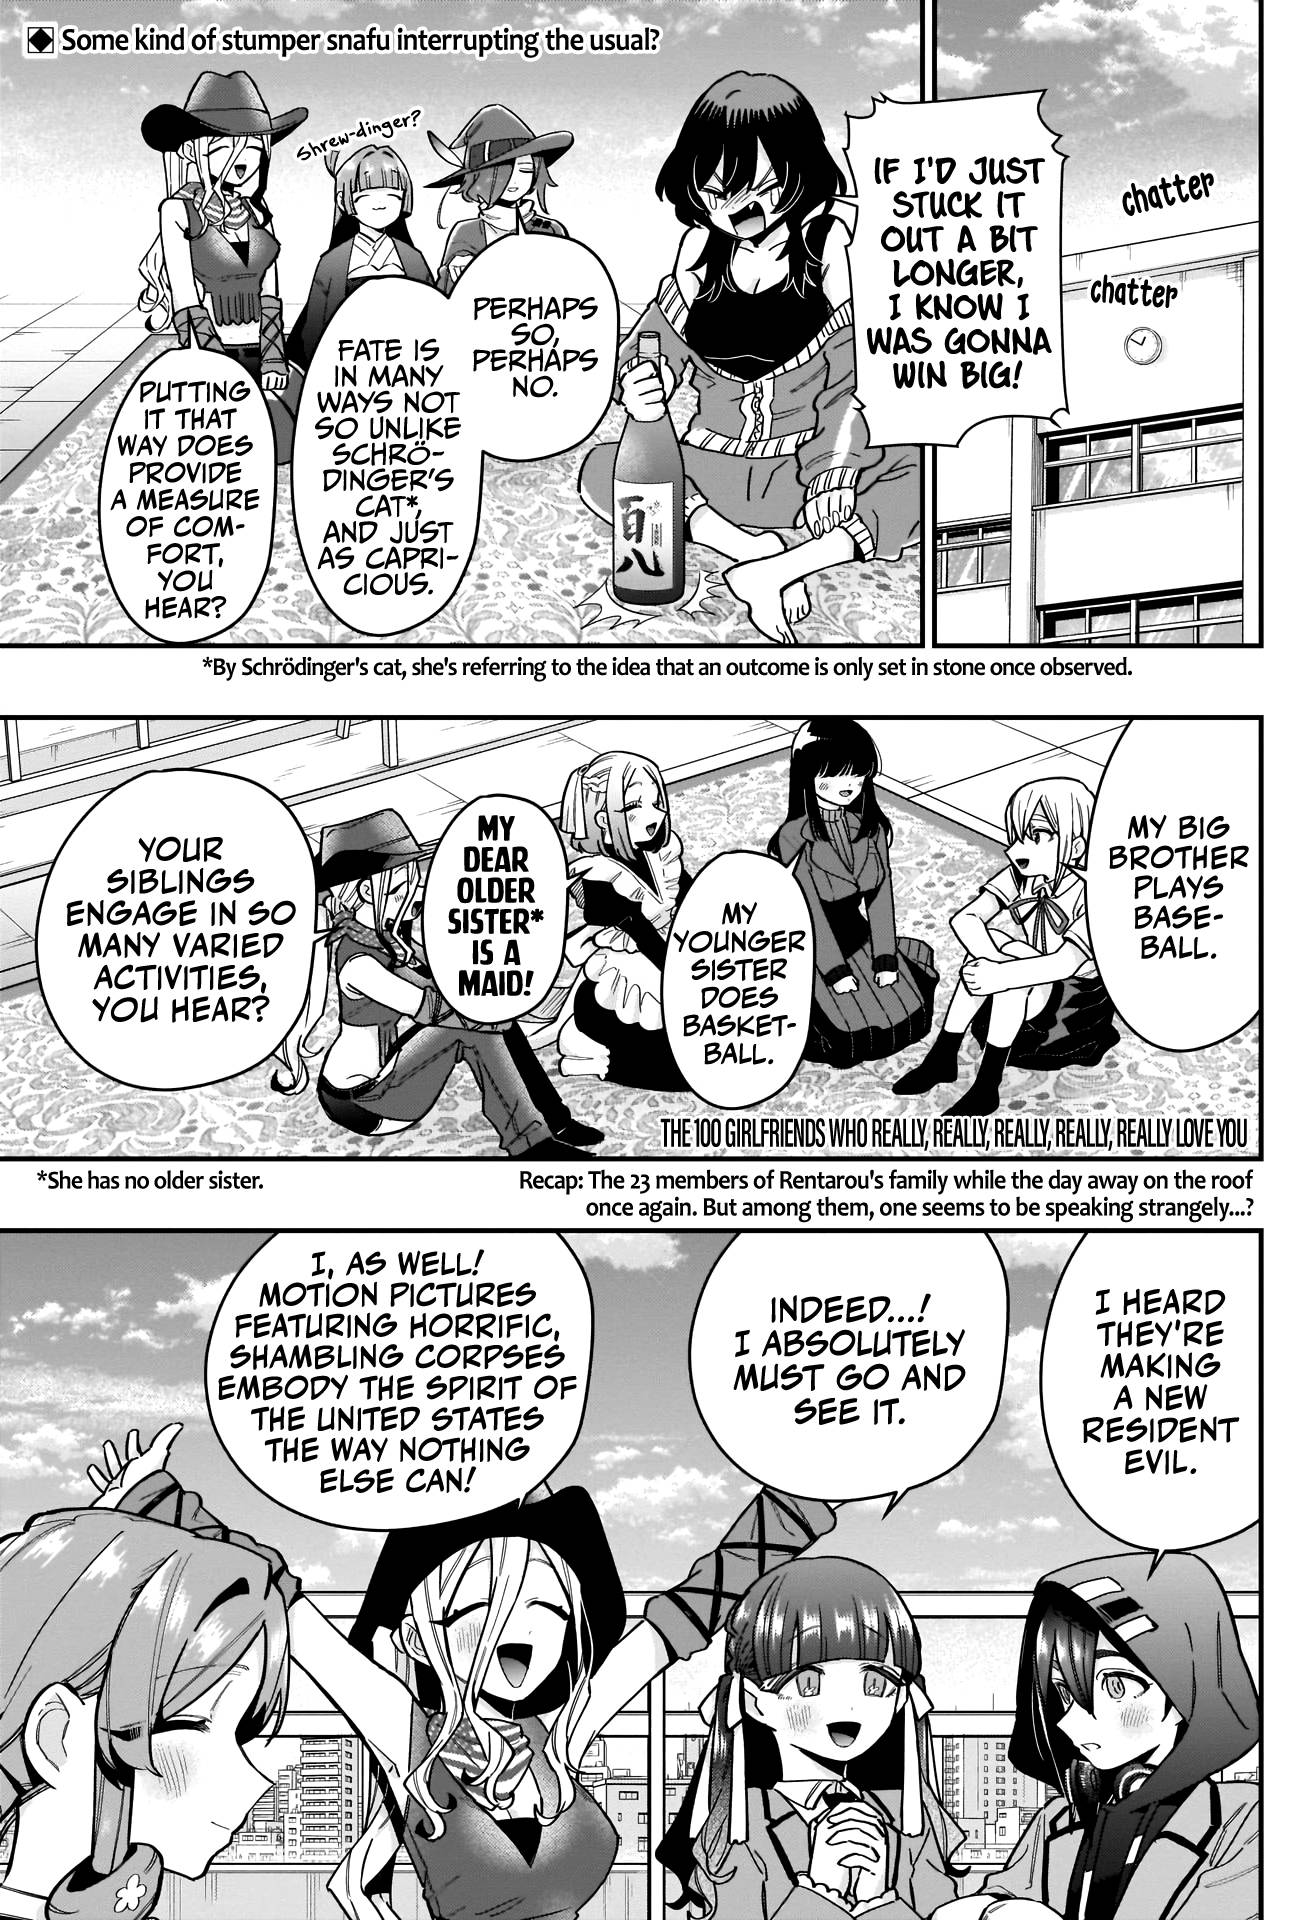 Some kind of stumper snafu interrupting the usual?
chatter
chatter
IF I'D JUST
STUCK IT
OUT A BIT
LONGER,
I KNOW I
WAS GONNA
WIN BIG!
PERHAPS
SO,
PERHAPS
NO.
FATE IS
IN MANY
WAYS NOT
SO UNLIKE
SCHRÖ-
DINGER'S
CAT*,
AND JUST
AS CAPRI-
CIOUS.
Shrew-dinger?
PUTTING
IT THAT
WAY DOES
PROVIDE
A MEASURE
OF COM-
FORT,
YOU
HEAR?
百八
*By Schrödinger's cat, she's referring to the idea that an outcome is only set in stone once observed.
MY BIG
BROTHER
PLAYS
BASE-
BALL.
MY
YOUNGER
SISTER
DOES
BASKET-
BALL.
MY
DEAR
OLDER
SISTER*
IS A
MAID!
YOUR
SIBLINGS
ENGAGE IN SO
MANY VARIED
ACTIVITIES,
YOU HEAR?
THE 100 GIRLFRIENDS WHO REALLY, REALLY, REALLY, REALLY, REALLY LOVE YOU
*She has no older sister.
Recap: The 23 members of Rentarou's family while the day away on the roof
once again. But among them, one seems to be speaking strangely...?
I HEARD
THEY'RE
MAKING
A NEW
RESIDENT
EVIL.
INDEED...!
I ABSOLUTELY
MUST GO AND
SEE IT.
I, AS WELL!
MOTION PICTURES
FEATURING HORRIFIC,
SHAMBLING CORPSES
EMBODY THE SPIRIT OF
THE UNITED STATES
THE WAY NOTHING
ELSE CAN!